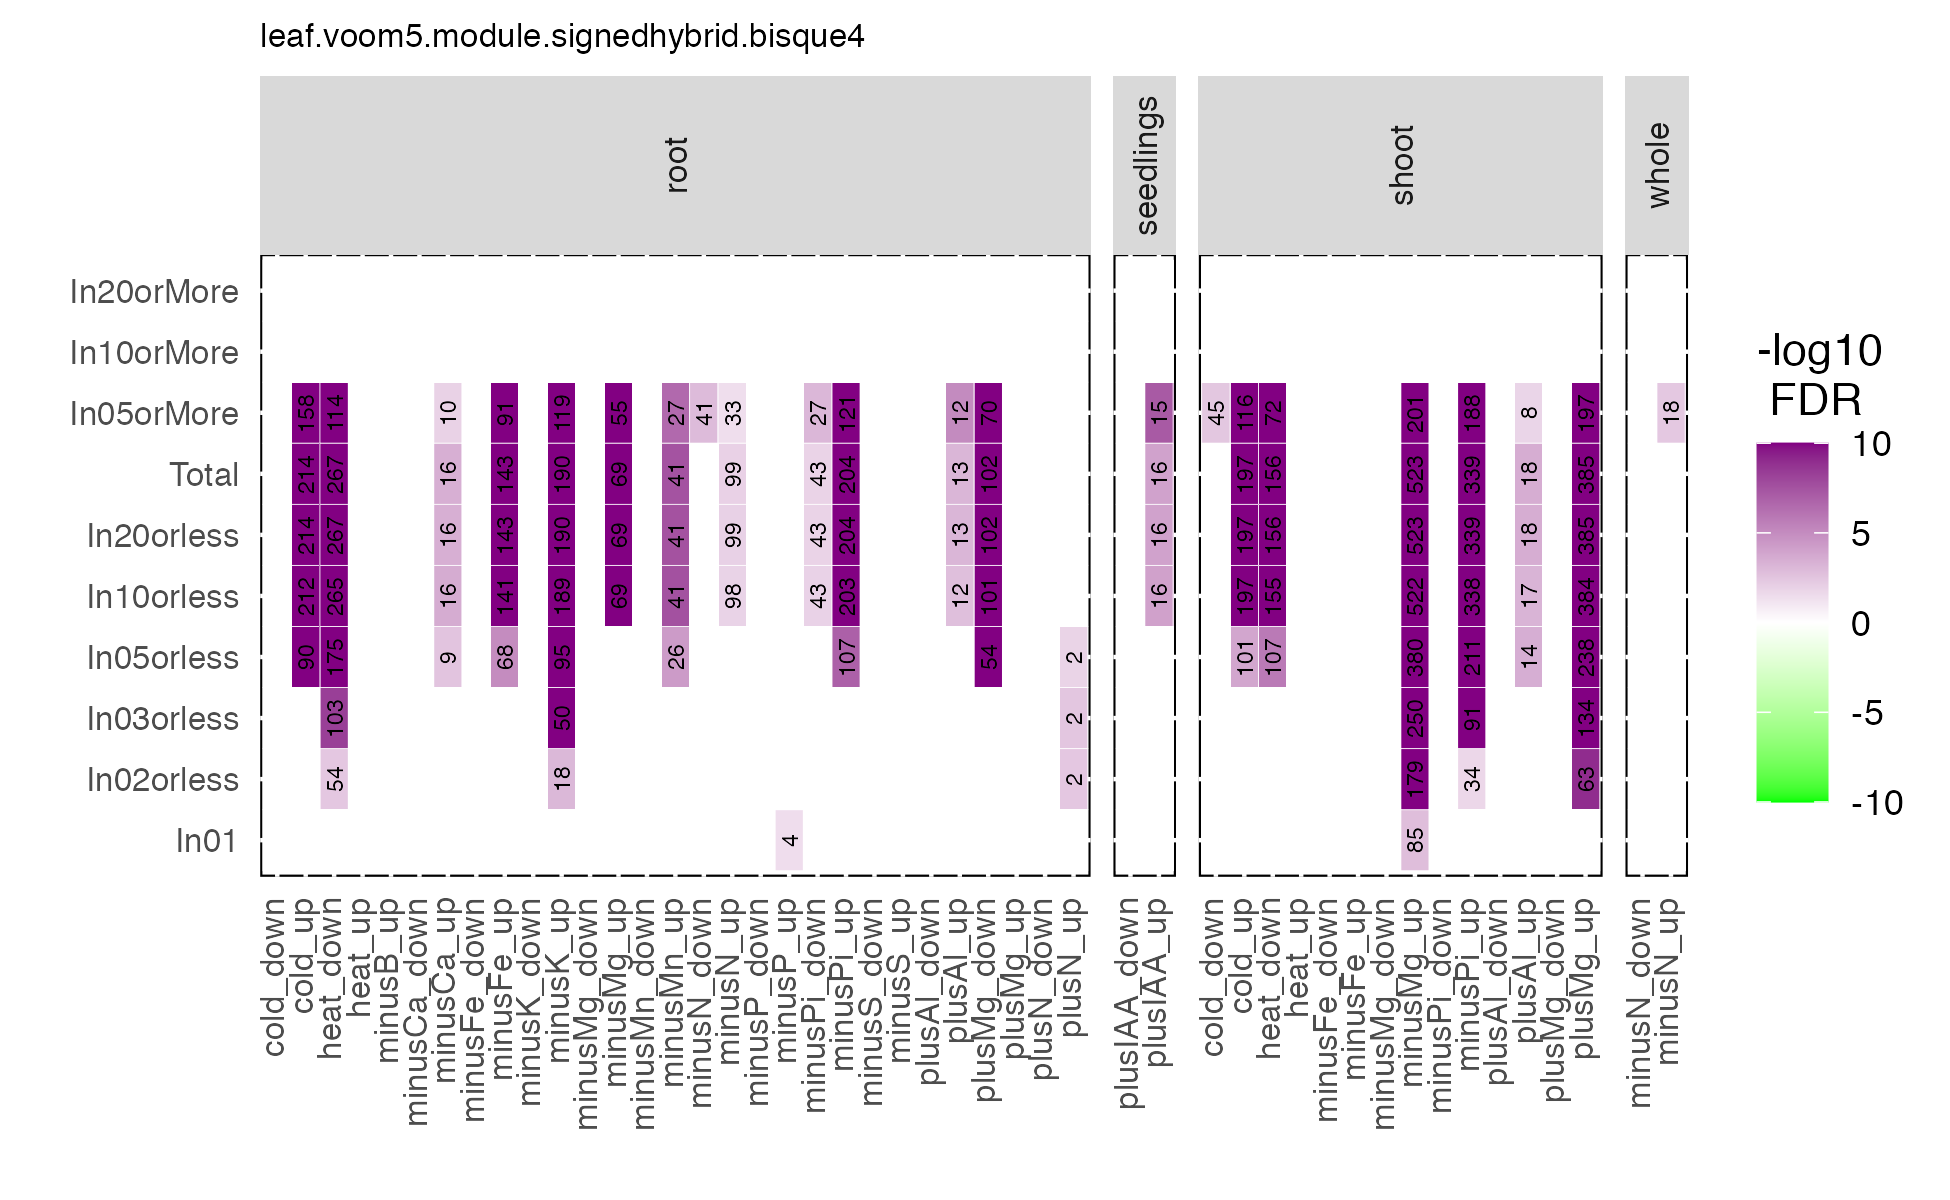 leaf.voom5.module.signedhybrid.bisque4
root
seedlings
shoot
whole
In20orMore
In10orMore
In05orMore 158 114 10 91 119 55 27 41 33 27 121 12 70 15 45 116 72 201 188 8 197 18
Total 214 267 16 143 190 69 41 99 43 204 13 102 16 197 156 523 339 18 385
In20orless 214 267 16 143 190 69 41 99 43 204 13 102 16 197 156 523 339 18 385
In10orless 212 265 16 141 189 69 41 98 43 203 12 101 16 197 155 522 338 17 384
In05orless 90 175 9 68 95 26 107 54 2 101 107 380 211 14 238
In03orless 103 50 2 250 91 134
In02orless 54 18 2 179 34 63
In01 4 85
cold_down
cold_up
heat_down
heat_up
minusB_up
minusCa_down
minusCa_up
minusFe_down
minusFe_up
minusK_down
minusK_up
minusMg_down
minusMg_up
minusMn_down
minusMn_up
minusN_down
minusN_up
minusP_down
minusP_up
minusPi_down
minusPi_up
minusS_down
minusS_up
plusAl_down
plusAl_up
plusMg_down
plusMg_up
plusN_down
plusN_up
plusIAA_down
plusIAA_up
cold_down
cold_up
heat_down
heat_up
minusFe_down
minusFe_up
minusMg_down
minusMg_up
minusPi_down
minusPi_up
plusAl_down
plusAl_up
plusMg_down
plusMg_up
minusN_down
minusN_up
-log10
FDR
10
5
0
-5
-10